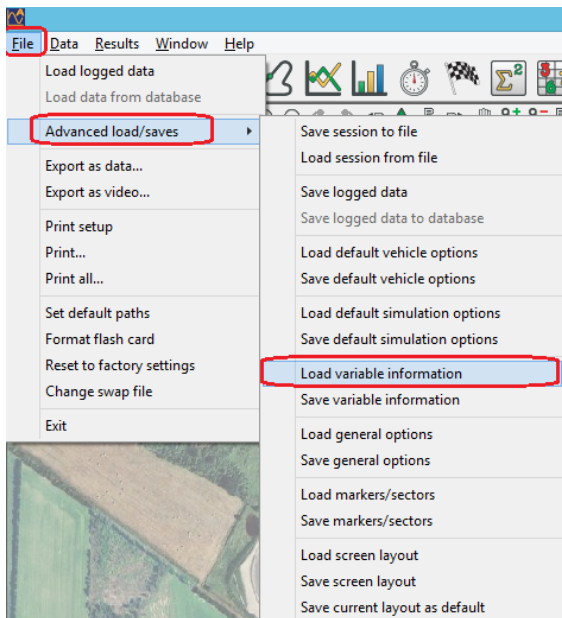 File Data Results Window Help
Load logged data
Load data from database
Advanced load/saves
Export as data...
Export as video...
Print setup
Print...
Print all...
Set default paths
Format flash card
Reset to factory settings
Change swap file
Exit
Save session to file
Load session from file
Save logged data
Save logged data to database
Load default vehicle options
Save default vehicle options
Load default simulation options
Save default simulation options
Load variable information
Save variable information
Load general options
Save general options
Load markers/sectors
Save markers/sectors
Load screen layout
Save screen layout
Save current layout as default